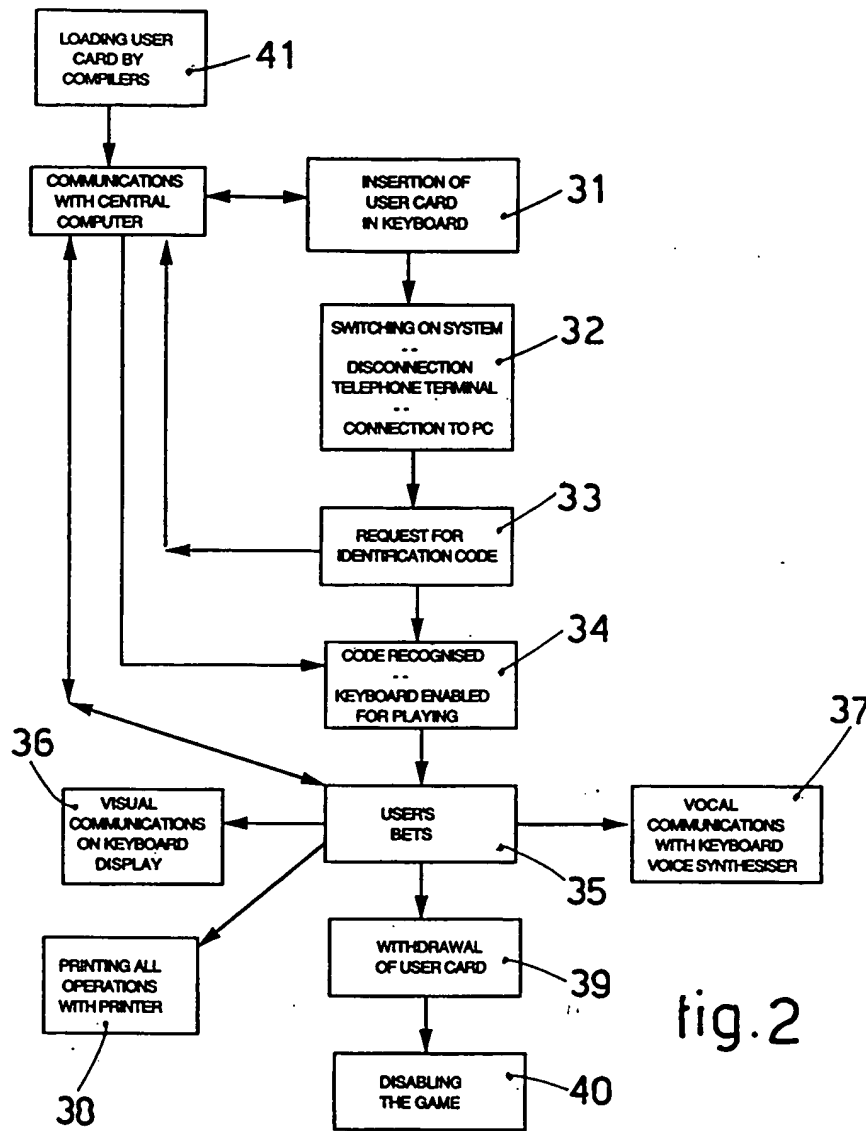 LOADING USER
CARD BY
COMPILERS
41
COMMUNICATIONS
WITH CENTRAL
COMPUTER
INSERTION OF
USER CARD
IN KEYBOARD
31
SWITCHING ON SYSTEM
--
DISCONNECTION
TELEPHONE TERMINAL
--
CONNECTION TO PC
32
REQUEST FOR
IDENTIFICATION CODE
33
CODE RECOGNISED
--
KEYBOARD ENABLED
FOR PLAYING
34
36
VISUAL
COMMUNICATIONS
ON KEYBOARD
DISPLAY
USER'S
BETS
35
37
VOCAL
COMMUNICATIONS
WITH KEYBOARD
VOICE SYNTHESISER
PRINTING ALL
OPERATIONS
WITH PRINTER
38
WITHDRAWAL
OF USER CARD
39
DISABLING
THE GAME
40
fig.2